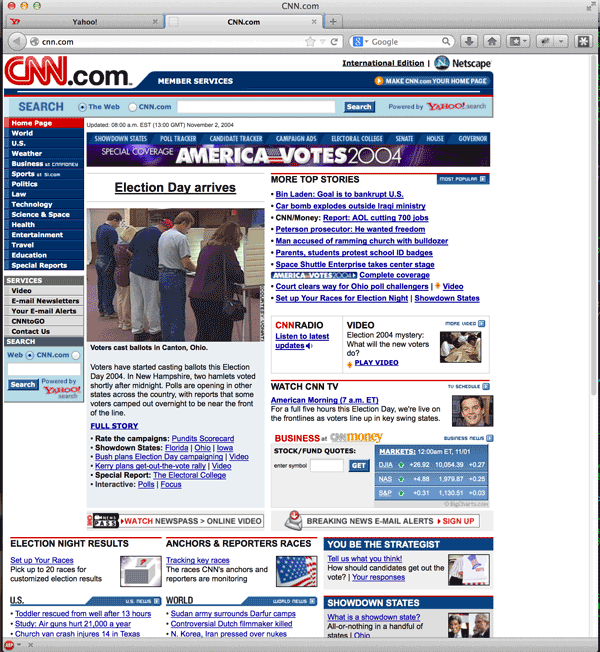 CNN.com
Yahoo!
CNN.com
cnn.com
Google
CNN.com
International Edition | Netscape
MEMBER SERVICES
MAKE CNN.com YOUR HOME PAGE
SEARCH The Web CNN.com Search Powered by YAHOO! search
Home Page
World
U.S.
Weather
Business at CNNMONEY
Sports at SI.com
Politics
Law
Technology
Science & Space
Health
Entertainment
Travel
Education
Special Reports
SERVICES
Video
E-mail Newsletters
Your E-mail Alerts
CNNtoGO
Contact Us
SEARCH
Web CNN.com
Search Powered by
YAHOO!
search
Updated: 08:00 a.m. EST (13:00 GMT) November 2, 2004
SHOWDOWN STATES POLL TRACKER CANDIDATE TRACKER CAMPAIGN ADS ELECTORAL COLLEGE SENATE HOUSE GOVERNOR
SPECIAL COVERAGE AMERICA VOTES 2004
Election Day arrives
Voters cast ballots in Canton, Ohio.
Voters have started casting ballots this Election
Day 2004. In New Hampshire, two hamlets voted
shortly after midnight. Polls are opening in other
states across the country, with reports that some
voters camped out overnight to be near the front
of the line.
FULL STORY
• Rate the campaigns: Pundits Scorecard
• Showdown States: Florida | Ohio | Iowa
• Bush plans Election Day campaigning | Video
• Kerry plans get-out-the-vote rally | Video
• Special Report: The Electoral College
• Interactive: Polls | Focus
MORE TOP STORIES
MOST POPULAR
• Bin Laden: Goal is to bankrupt U.S.
• Car bomb explodes outside Iraqi ministry
• CNN/Money: Report: AOL cutting 700 jobs
• Peterson prosecutor: He wanted freedom
• Man accused of ramming church with bulldozer
• Parents, students protest school ID badges
• Space Shuttle Enterprise takes center stage
AMERICA VOTES 2004 Complete coverage
• Court clears way for Ohio poll challengers | Video
• Set up Your Races for Election Night | Showdown States
CNNRADIO
Listen to latest
updates
VIDEO
MORE VIDEO
Election 2004 mystery:
What will the new voters
do?
PLAY VIDEO
WATCH CNN TV
TV SCHEDULE
American Morning (7 a.m. ET)
For a full five hours this Election Day, we're live on
the frontlines as voters line up in key swing states.
BUSINESS at CNNmoney
BUSINESS NEWS
STOCK/FUND QUOTES:
enter symbol GET
MARKETS: 12:00am ET, 11/01
DJIA +26.92 10,054.39 +0.27
NAS +4.88 1,979.87 +0.25
S&P +0.31 1,130.51 +0.03
© BigCharts.com
LIVE NEWS PASS WATCH NEWSPASS > ONLINE VIDEO
BREAKING NEWS E-MAIL ALERTS SIGN UP
ELECTION NIGHT RESULTS
Set up Your Races
Pick up to 20 races for
customized election results
ANCHORS & REPORTERS RACES
Tracking key races
The races CNN's anchors and
reporters are monitoring
YOU BE THE STRATEGIST
Tell us what you think!
How should candidates get out the
vote? | Your responses
U.S.
U.S. NEWS
• Toddler rescued from well after 13 hours
• Study: Air guns hurt 21,000 a year
• Church van crash injures 14 in Texas
WORLD
WORLD NEWS
• Sudan army surrounds Darfur camps
• Controversial Dutch filmmaker killed
• N. Korea, Iran pressed over nukes
SHOWDOWN STATES
What is a showdown state?
All-or-nothing in a handful of
states | Ohio
ABP